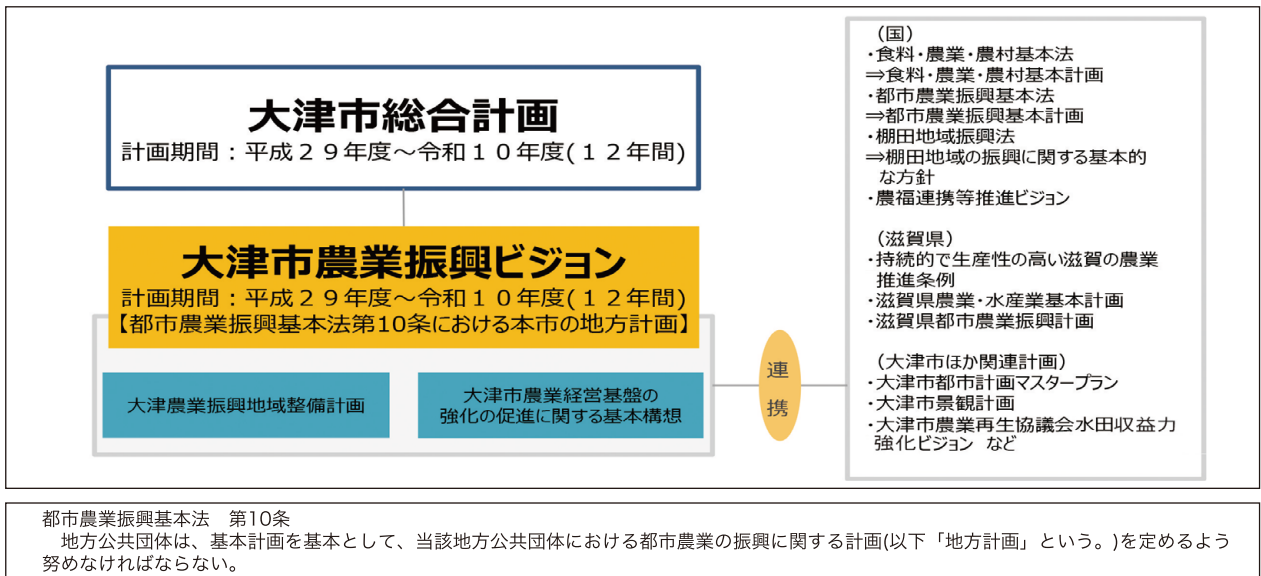 大津市総合計画
計画期間：平成２９年度～令和１０年度(１２年間)
大津市農業振興ビジョン
計画期間：平成２９年度～令和１０年度(１２年間)
【都市農業振興基本法第10条における本市の地方計画】
大津農業振興地域整備計画
大津市農業経営基盤の
強化の促進に関する基本構想
連
携
（国）
・食料・農業・農村基本法
⇒食料・農業・農村基本計画
・都市農業振興基本法
⇒都市農業振興基本計画
・棚田地域振興法
⇒棚田地域の振興に関する基本的
な方針
・農福連携等推進ビジョン
（滋賀県）
・持続的で生産性の高い滋賀の農業
推進条例
・滋賀県農業・水産業基本計画
・滋賀県都市農業振興計画
（大津市ほか関連計画）
・大津市都市計画マスタープラン
・大津市景観計画
・大津市農業再生協議会水田収益力
強化ビジョン など
都市農業振興基本法　第10条
地方公共団体は、基本計画を基本として、当該地方公共団体における都市農業の振興に関する計画(以下「地方計画」という。)を定めるよう
努めなければならない。